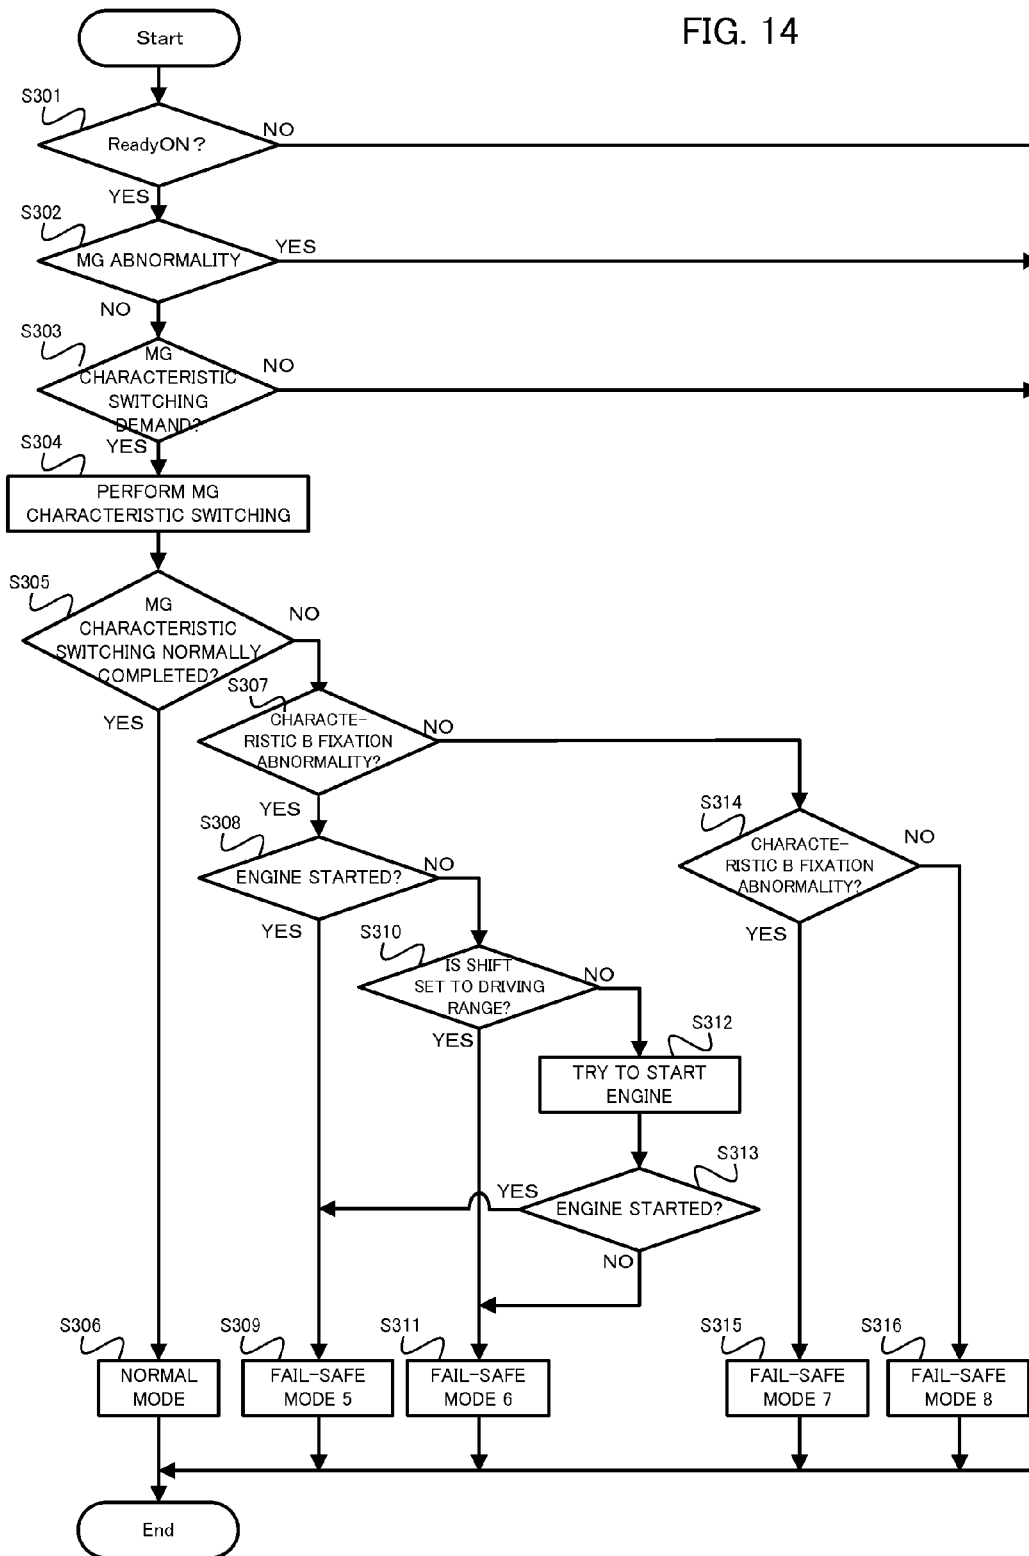 FIG. 14
Start
S301
ReadyON?
NO
YES
S302
MG ABNORMALITY
YES
NO
S303
MG
CHARACTERISTIC
SWITCHING
DEMAND?
NO
YES
S304
PERFORM MG
CHARACTERISTIC SWITCHING
S305
MG
CHARACTERISTIC
SWITCHING NORMALLY
COMPLETED?
NO
YES
S307
CHARACTE-
RISTIC B FIXATION
ABNORMALITY?
NO
YES
S308
ENGINE STARTED?
NO
YES
S310
IS SHIFT
SET TO DRIVING
RANGE?
NO
YES
S312
TRY TO START
ENGINE
S313
ENGINE STARTED?
YES
NO
S314
CHARACTE-
RISTIC B FIXATION
ABNORMALITY?
NO
YES
S306
NORMAL
MODE
S309
FAIL-SAFE
MODE 5
S311
FAIL-SAFE
MODE 6
S315
FAIL-SAFE
MODE 7
S316
FAIL-SAFE
MODE 8
End